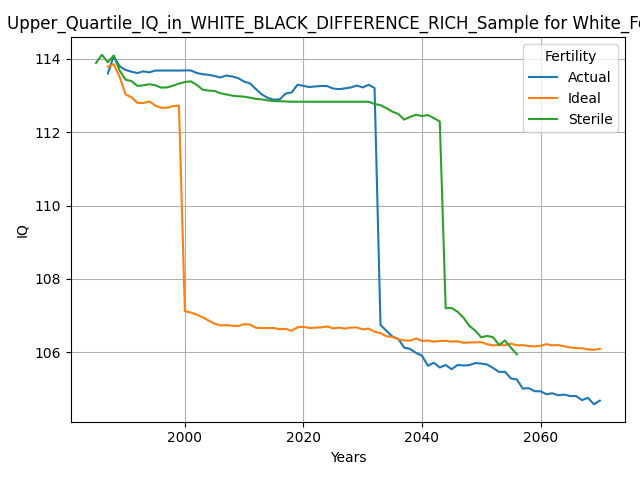 Upper_Quartile_IQ_in_WHITE_BLACK_DIFFERENCE_RICH_Sample for White_Fe
Fertility
Actual
Ideal
Sterile
114
112
110
108
106
IQ
2000
2020
2040
2060
Years